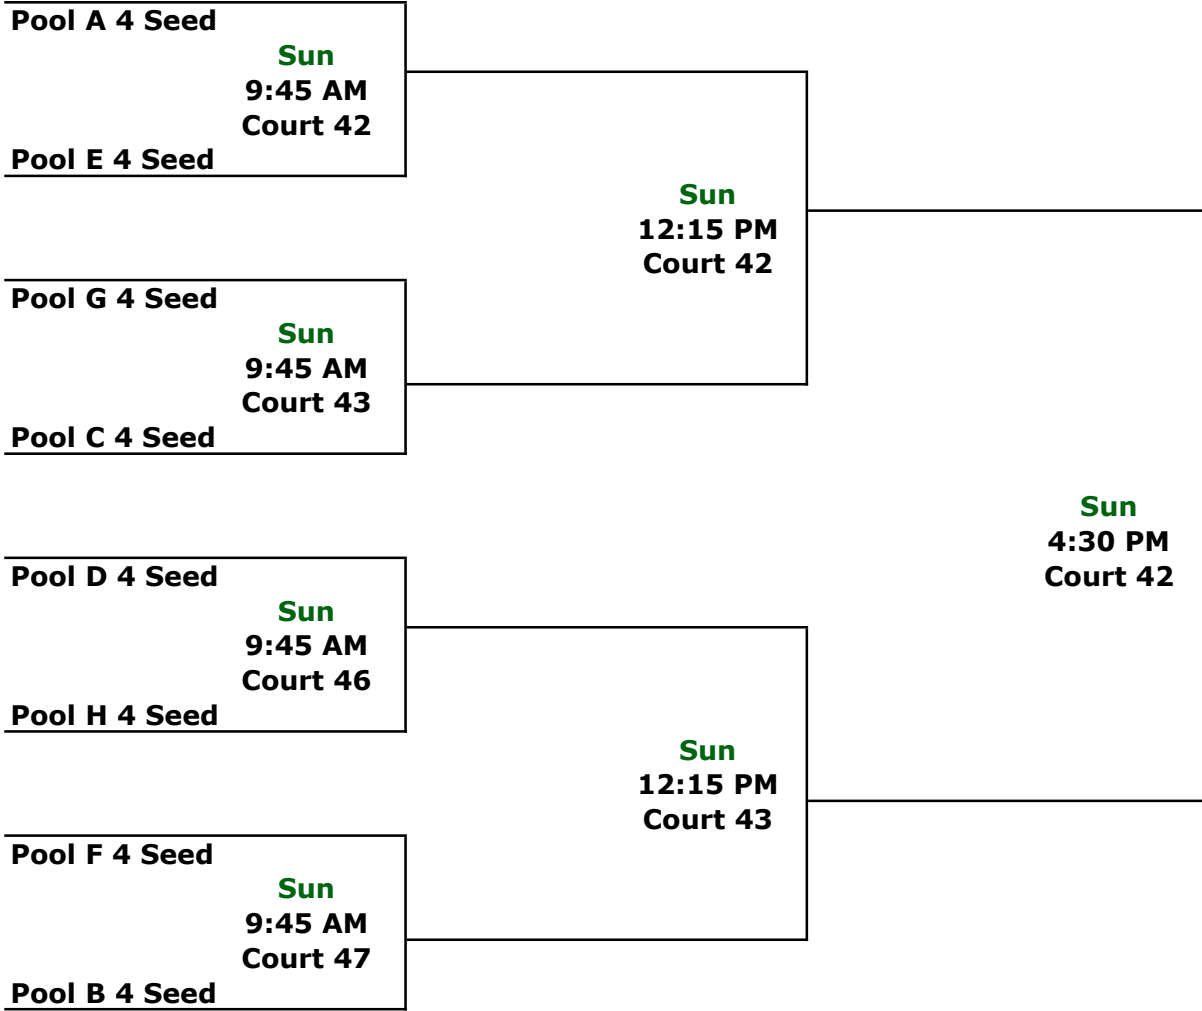 Pool A 4 Seed
Sun
9:45 AM
Court 42
Pool E 4 Seed
Sun
12:15 PM
Court 42
Pool G 4 Seed
Sun
9:45 AM
Court 43
Pool C 4 Seed
Sun
4:30 PM
Court 42
Pool D 4 Seed
Sun
9:45 AM
Court 46
Pool H 4 Seed
Sun
12:15 PM
Court 43
Pool F 4 Seed
Sun
9:45 AM
Court 47
Pool B 4 Seed